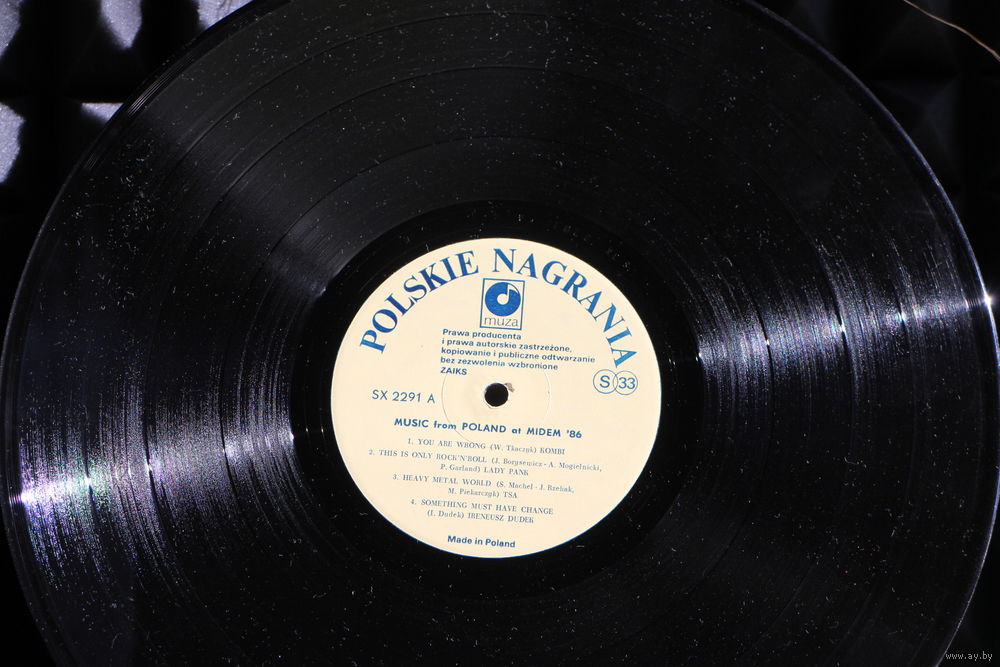 POLSKIE NAGRANIA
muza
Prawa producenta
i prawa autorskie zastrzeżone,
kopiowanie i publiczne odtwarzanie
bez zezwolenia wzbronione
ZAIKS
S 33
SX 2291 A
MUSIC from POLAND at MIDEM '86
1. YOU ARE WRONG (W. Tkaczyk) KOMBI
2. THIS IS ONLY ROCK'N'ROLL (J. Borysewicz - A. Mogielnicki,
P. Garland) LADY PANK
3. HEAVY METAL WORLD (S. Machel - J. Rzehak,
M. Piekarczyk) TSA
4. SOMETHING MUST HAVE CHANGE
(I. Dudek) IRENEUSZ DUDEK
Made in Poland
www.ay.by